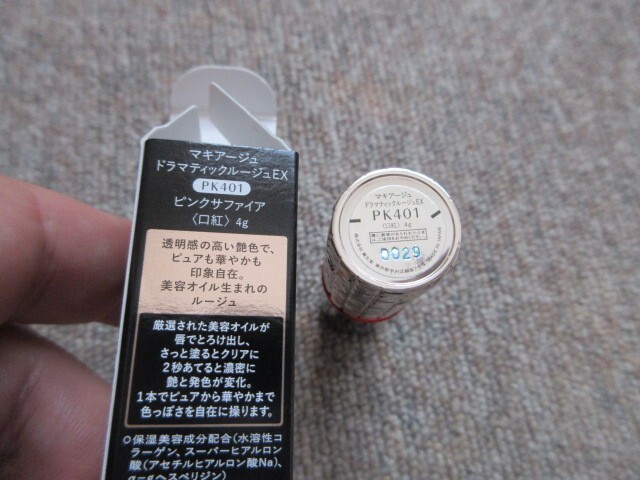 マキアージュ
ドラマティックルージュEX
PK401
ピンクサファイア
〈口紅〉4g
透明感の高い艶色で、
ピュアも華やかも
印象自在。
美容オイル生まれの
ルージュ
厳選された美容オイルが
唇でとろけ出し、
さっと塗るとクリアに
2秒あてると濃密に
艶と発色が変化。
1本でピュアから華やかまで
色っぽさを自在に操ります。
○保湿美容成分配合(水溶性コ
ラーゲン、スーパーヒアルロン
酸(アセチルヒアルロン酸Na)、
α-gヘスペリジン)
マキアージュ
ドラマティックルージュEX
PK401
〈口紅〉 4g
0029